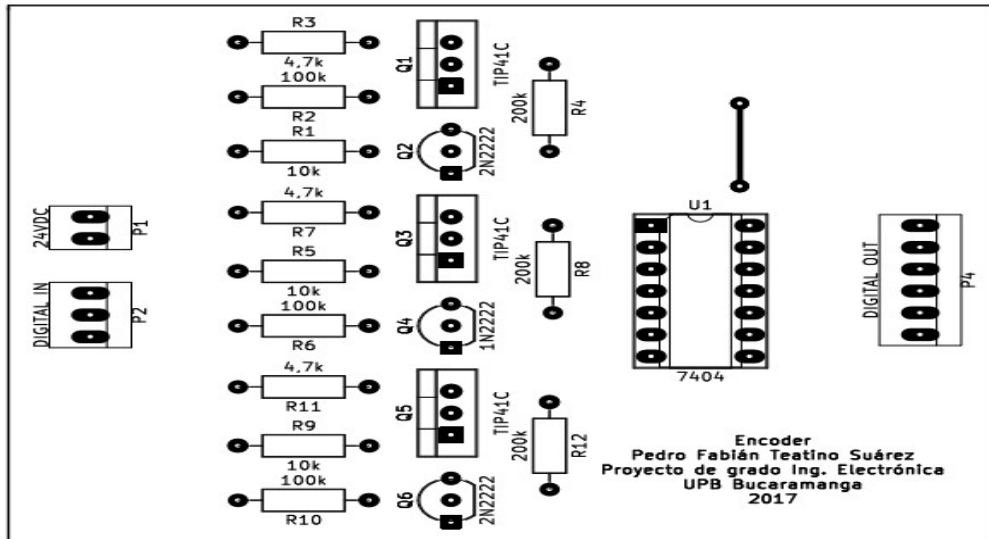 R3
4,7k
100k
R2
R1
10k
Q1
TIP41C
Q2
2N2222
200k
R4
24VDC
P1
DIGITAL IN
P2
4,7k
R7
R5
10k
100k
R6
Q3
TIP41C
Q4
1N2222
200k
R8
U1
7404
DIGITAL OUT
P4
4,7k
R11
R9
10k
100k
R10
Q5
TIP41C
Q6
2N2222
200k
R12
Encoder
Pedro Fabián Teatino Suárez
Proyecto de grado Ing. Electrónica
UPB Bucaramanga
2017